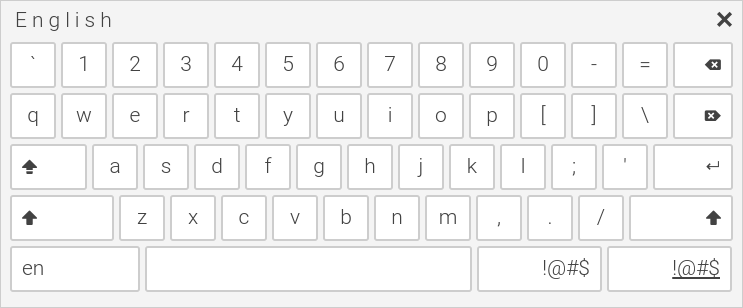 English
` 1 2 3 4 5 6 7 8 9 0 - =
q w e r t y u i o p [ ] \
a s d f g h j k l ; '
z x c v b n m , . /
en !@#$ !@#$